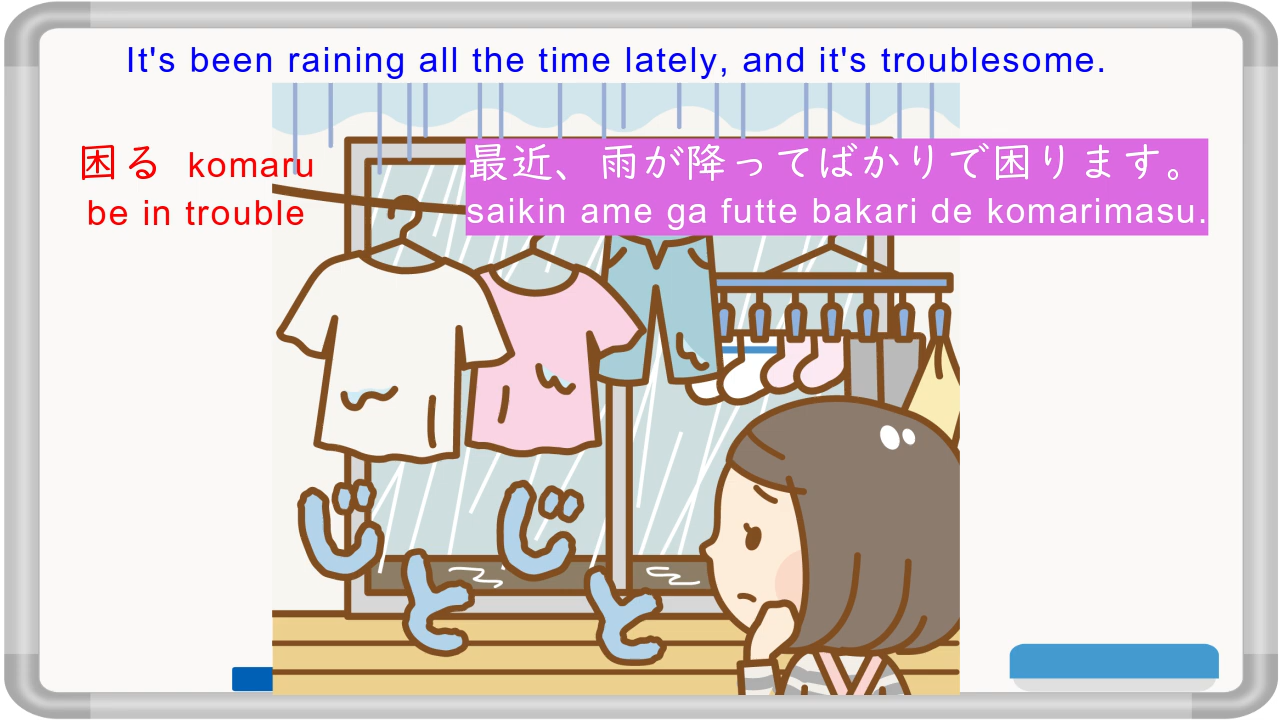 It's been raining all the time lately, and it's troublesome.
困る komaru
be in trouble
最近、雨が降ってばかりで困ります。
saikin ame ga futte bakari de komarimasu.
じとじと